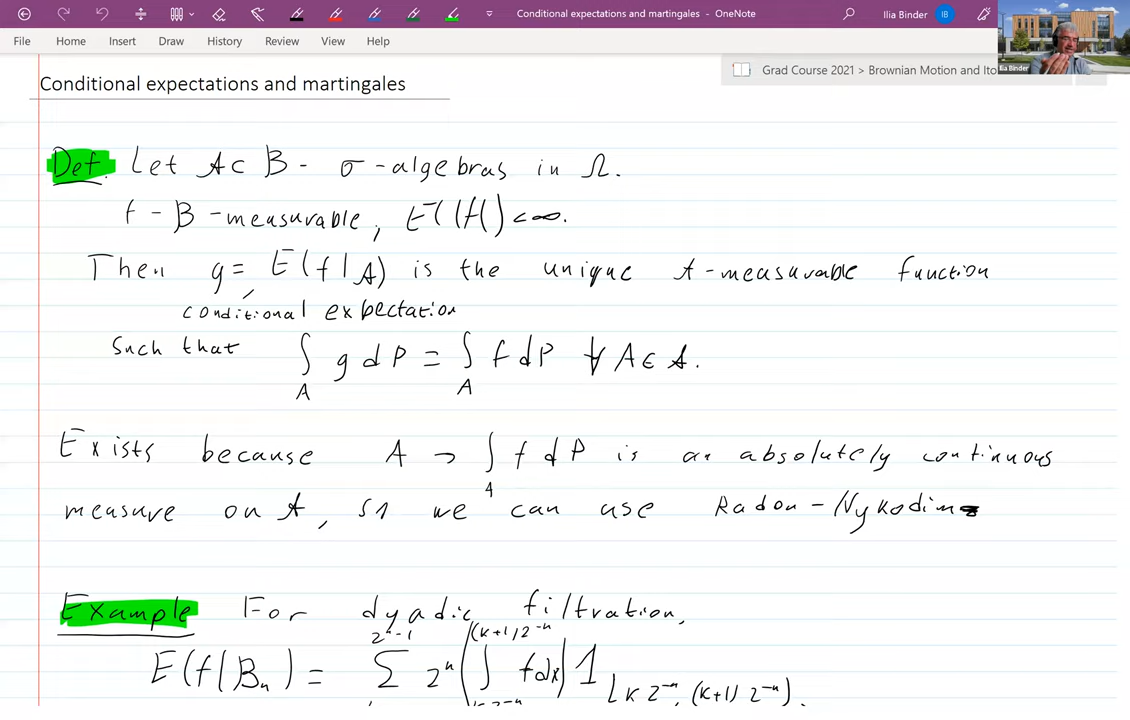 Conditional expectations and martingales - OneNote
Ilia Binder IB
File Home Insert Draw History Review View Help
Ilia Binder
Grad Course 2021 > Brownian Motion and Ito
Conditional expectations and martingales
Def. Let A ⊂ B - σ-algebras in Ω.
f - B-measurable, E(|f|) < ∞.
Then g = E(f|A) is the unique A-measurable function
conditional expectation
such that ∫_A g dP = ∫_A f dP ∀ A ∈ A.
Exists because A → ∫_A f dP is an absolutely continuous
measure on A, so we can use Radon-Nykodim
Example For dyadic filtration,
E(f|B_n) = ∑ 2^n (∫ f dx) 1_[k2^-n, (k+1)2^-n).